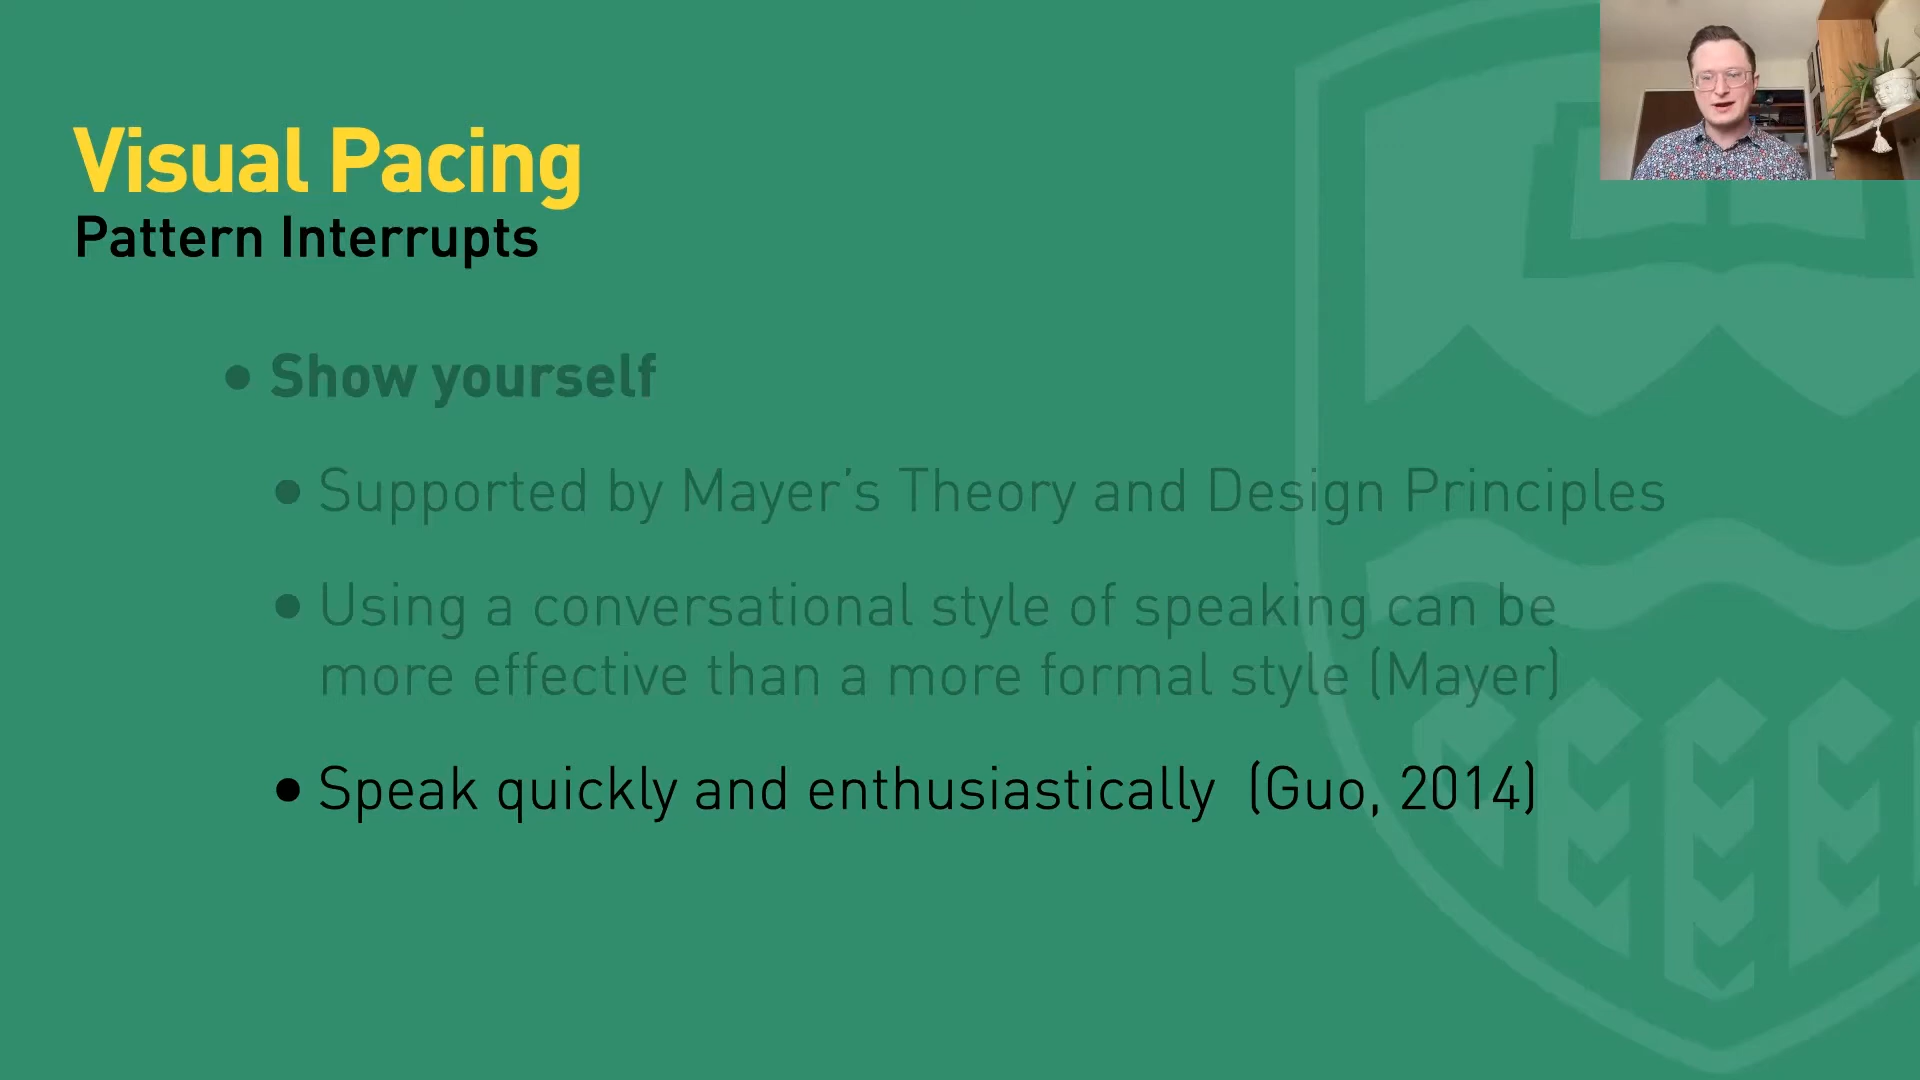 Visual Pacing
Pattern Interrupts
• Show yourself
• Supported by Mayer's Theory and Design Principles
• Using a conversational style of speaking can be
more effective than a more formal style (Mayer)
• Speak quickly and enthusiastically (Guo, 2014)